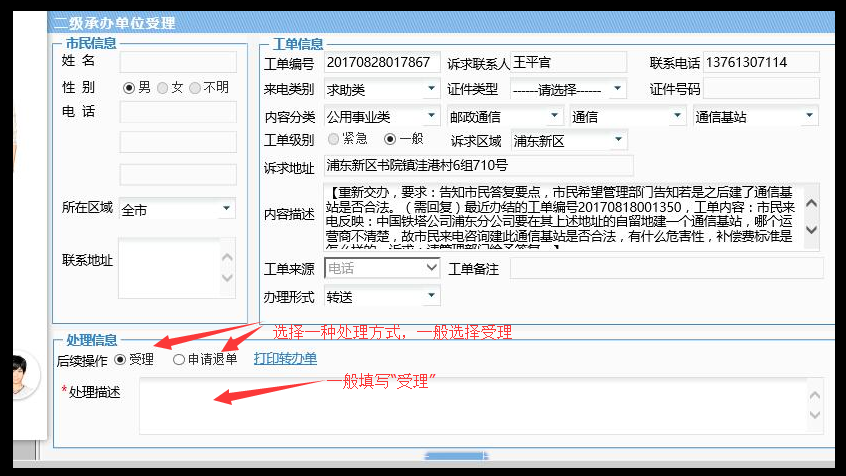 二级承办单位受理
市民信息
姓 名
性 别 男 女 不明
电 话
所在区域 全市
联系地址
工单信息
工单编号 20170828017867 诉求联系人 王平官 联系电话 13761307114
来电类别 求助类 证件类型 ------请选择------ 证件号码
内容分类 公用事业类 邮政通信 通信 通信基站
工单级别 紧急 一般 诉求区域 浦东新区
诉求地址 浦东新区书院镇洼港村6组710号
内容描述
【重新交办，要求：告知市民答复要点，市民希望管理部门告知若是之后建了通信基
站是否合法。（需回复）最近办结的工单编号20170818001350，工单内容：市民来
电反映：中国铁塔公司浦东分公司要在其上述地址的自留地建一个通信基站，哪个运
营商不清楚，故市民来电咨询建此通信基站是否合法，有什么危害性，补偿费标准是
工单来源 电话 工单备注
办理形式 转送
处理信息
选择一种处理方式，一般选择受理
后续操作 受理 申请退单 打印转办单
一般填写“受理”
*处理描述